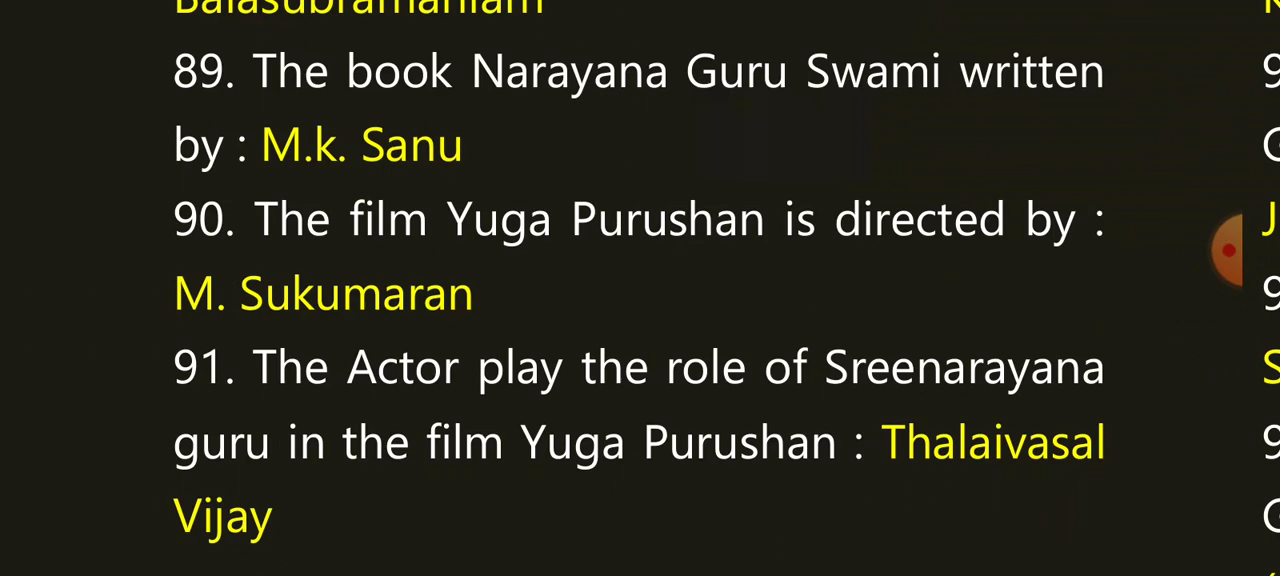 Balasubramaniam
89. The book Narayana Guru Swami written
by : M.k. Sanu
90. The film Yuga Purushan is directed by :
M. Sukumaran
91. The Actor play the role of Sreenarayana
guru in the film Yuga Purushan : Thalaivasal
Vijay